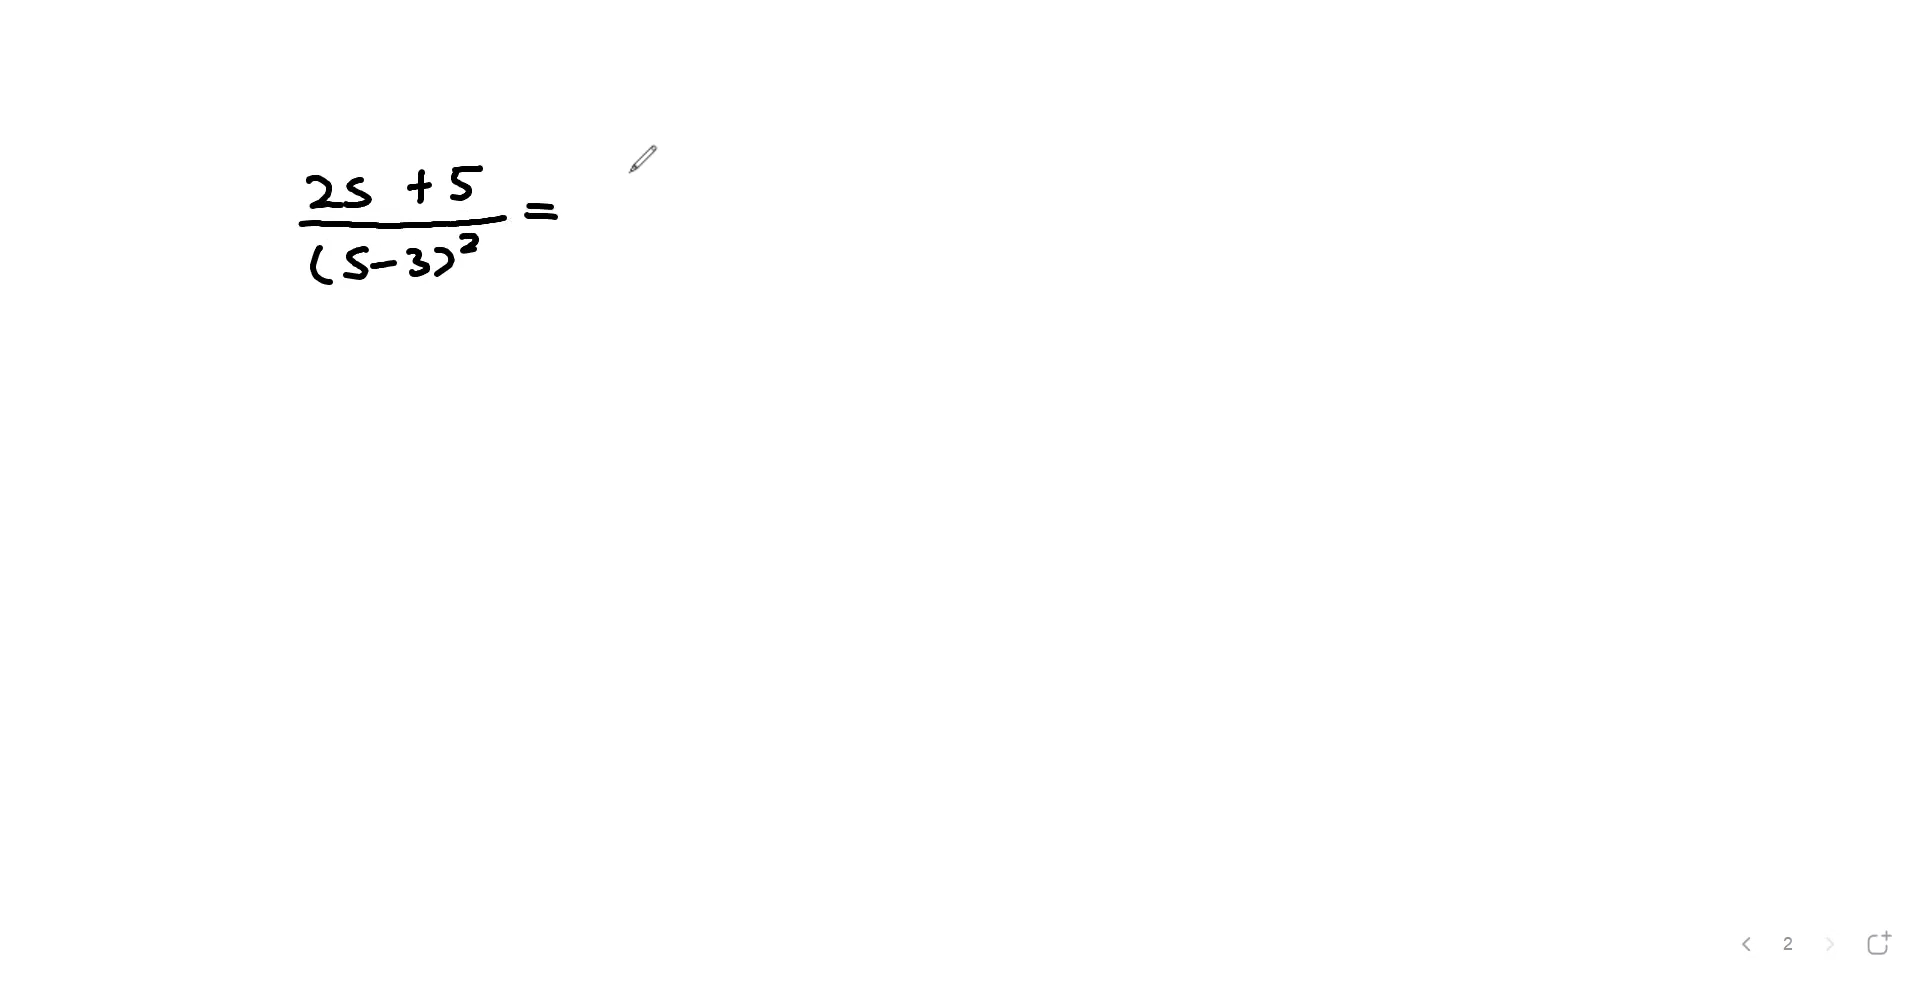 2s + 5
(s - 3)² =
2